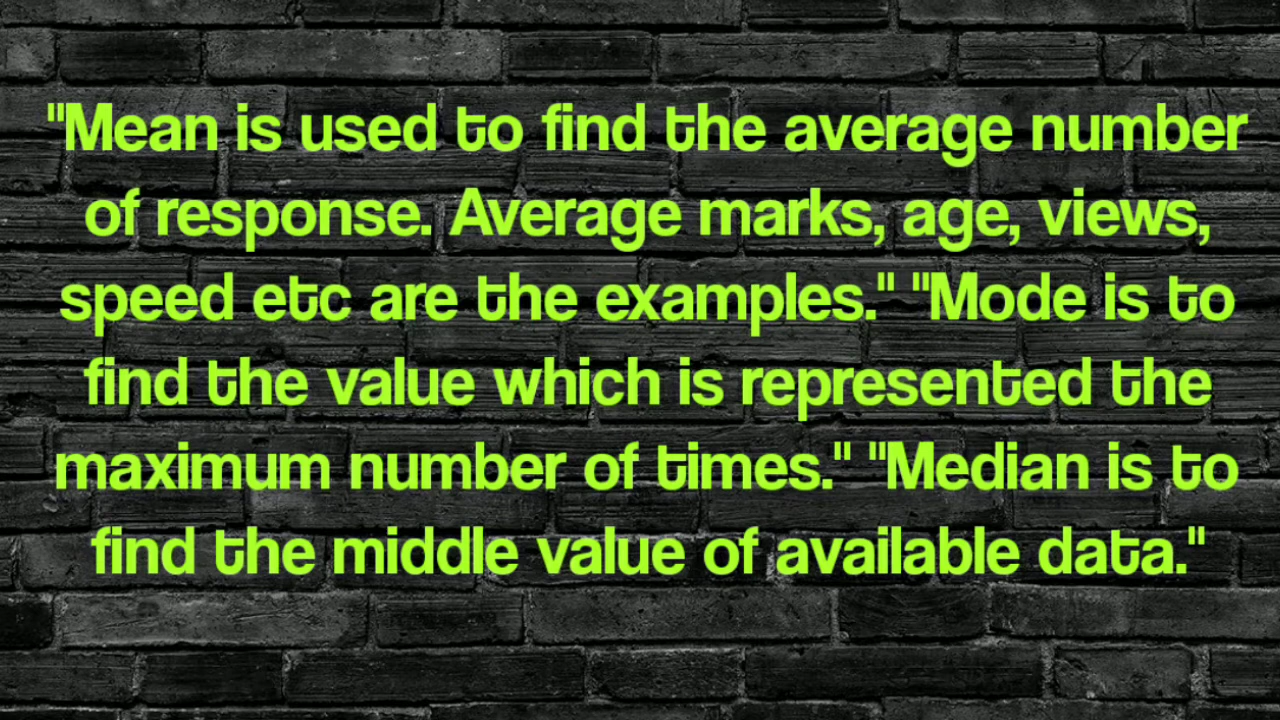 "Mean is used to find the average number
of response. Average marks, age, views,
speed etc are the examples." "Mode is to
find the value which is represented the
maximum number of times." "Median is to
find the middle value of available data."